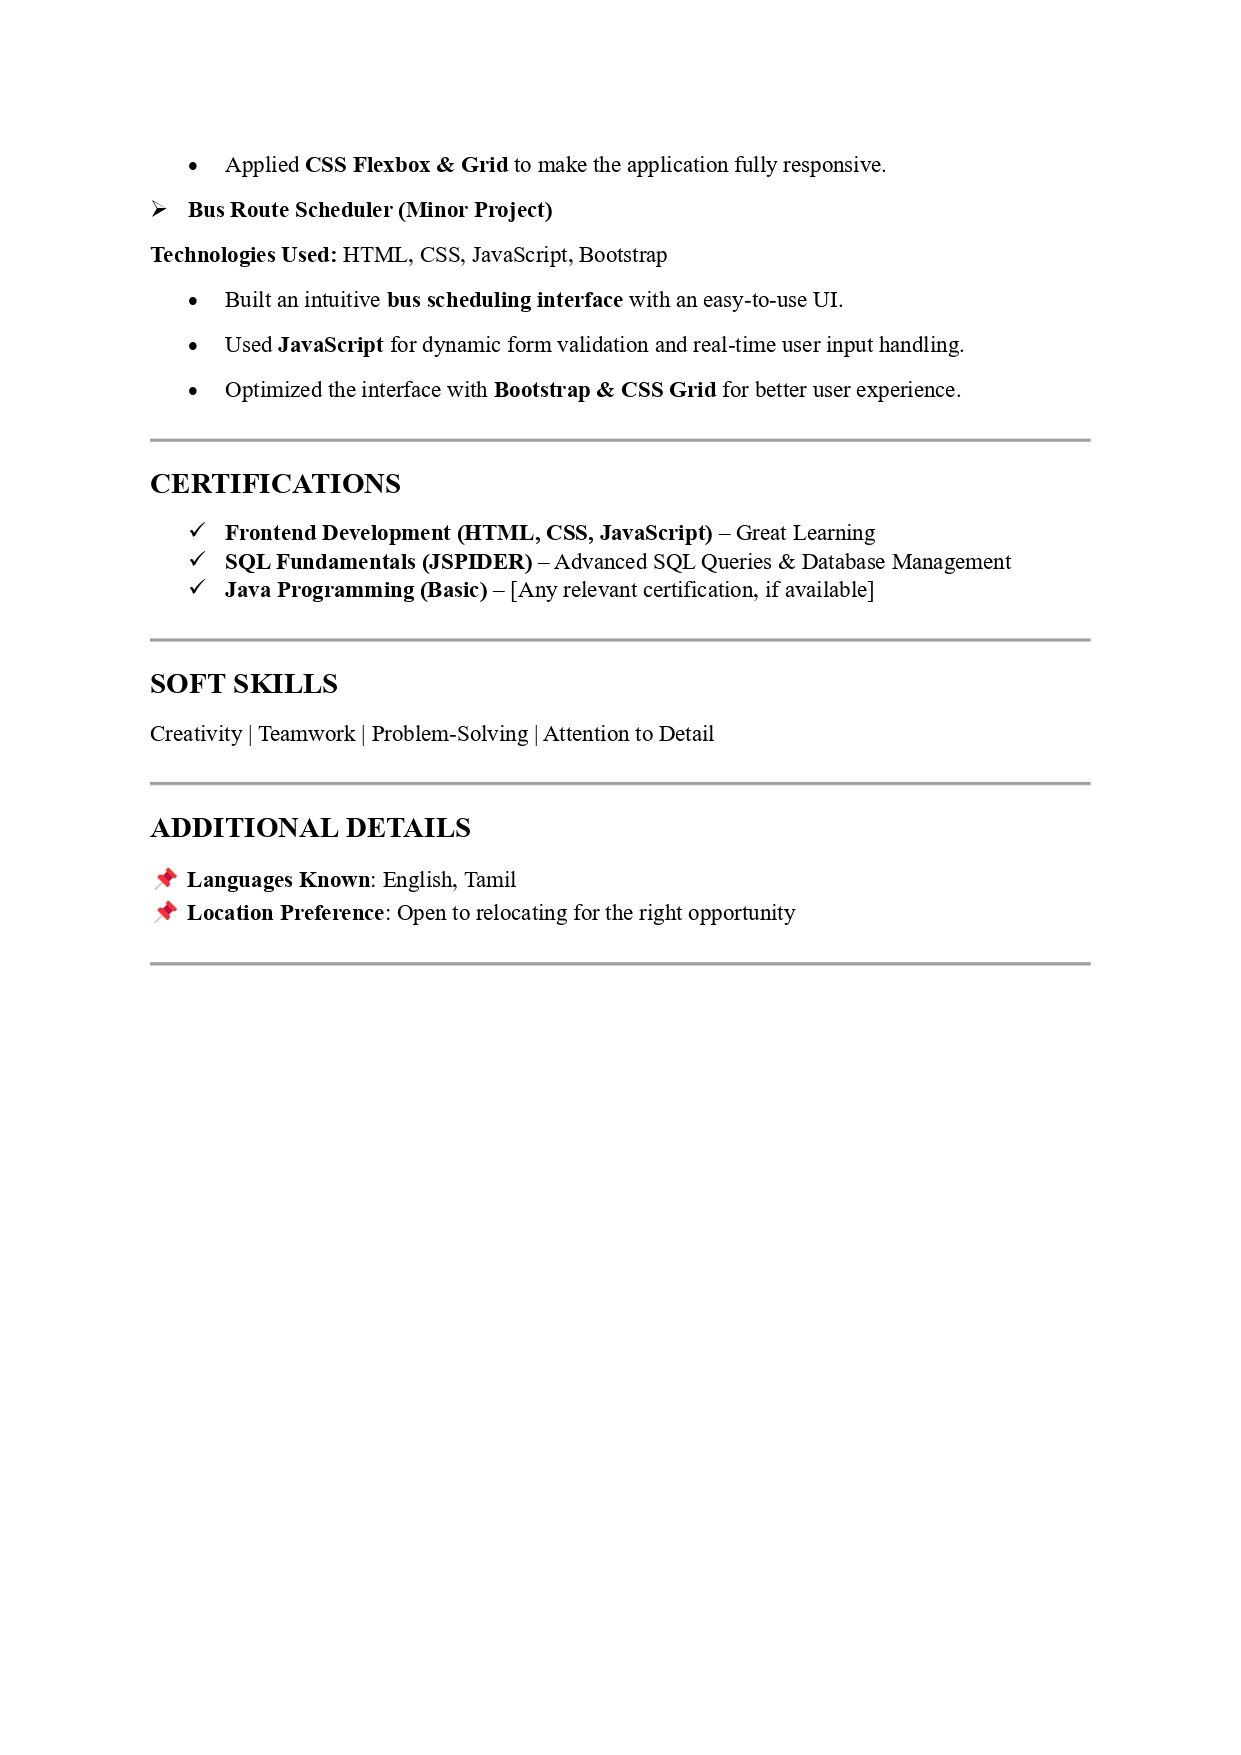 • Applied CSS Flexbox & Grid to make the application fully responsive.
➢ Bus Route Scheduler (Minor Project)
Technologies Used: HTML, CSS, JavaScript, Bootstrap
• Built an intuitive bus scheduling interface with an easy-to-use UI.
• Used JavaScript for dynamic form validation and real-time user input handling.
• Optimized the interface with Bootstrap & CSS Grid for better user experience.
CERTIFICATIONS
✓ Frontend Development (HTML, CSS, JavaScript) – Great Learning
✓ SQL Fundamentals (JSPIDER) – Advanced SQL Queries & Database Management
✓ Java Programming (Basic) – [Any relevant certification, if available]
SOFT SKILLS
Creativity | Teamwork | Problem-Solving | Attention to Detail
ADDITIONAL DETAILS
📌 Languages Known: English, Tamil
📌 Location Preference: Open to relocating for the right opportunity